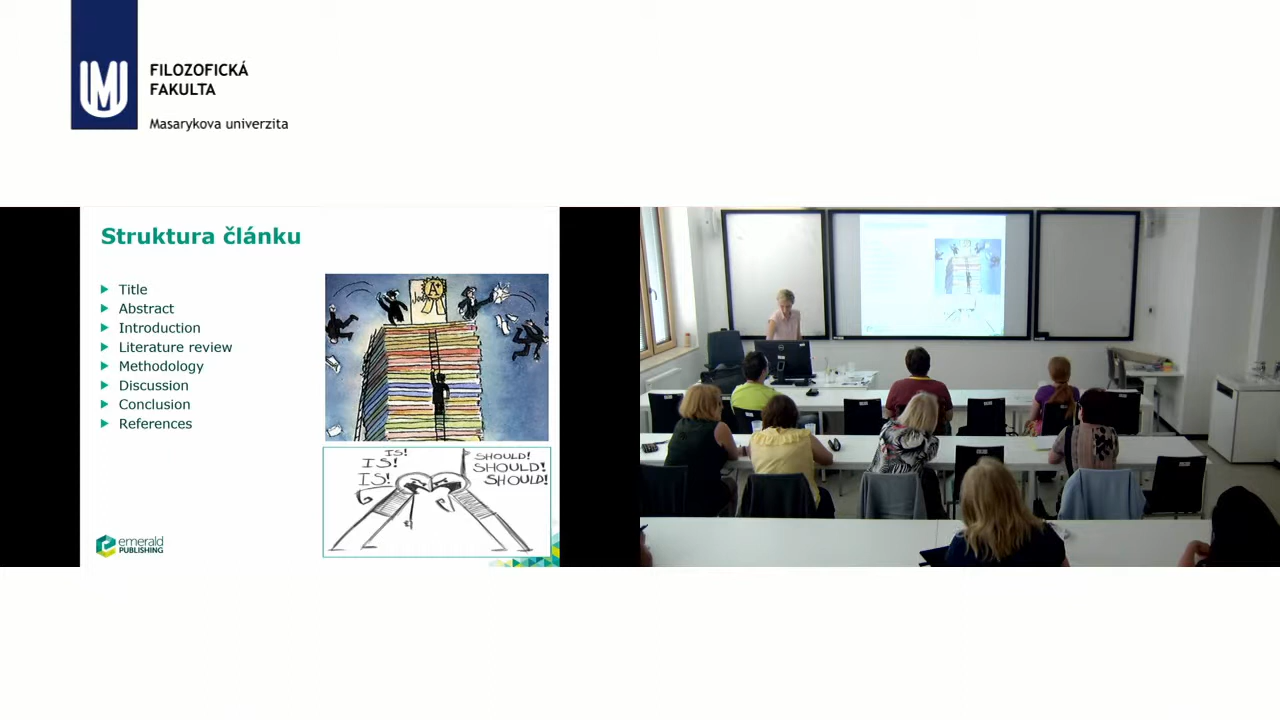 FILOZOFICKÁ
FAKULTA
Masarykova univerzita
Struktura článku
Title
Abstract
Introduction
Literature review
Methodology
Discussion
Conclusion
References
A+
IS!
IS!
IS!
SHOULD!
SHOULD!
SHOULD!
emerald
PUBLISHING